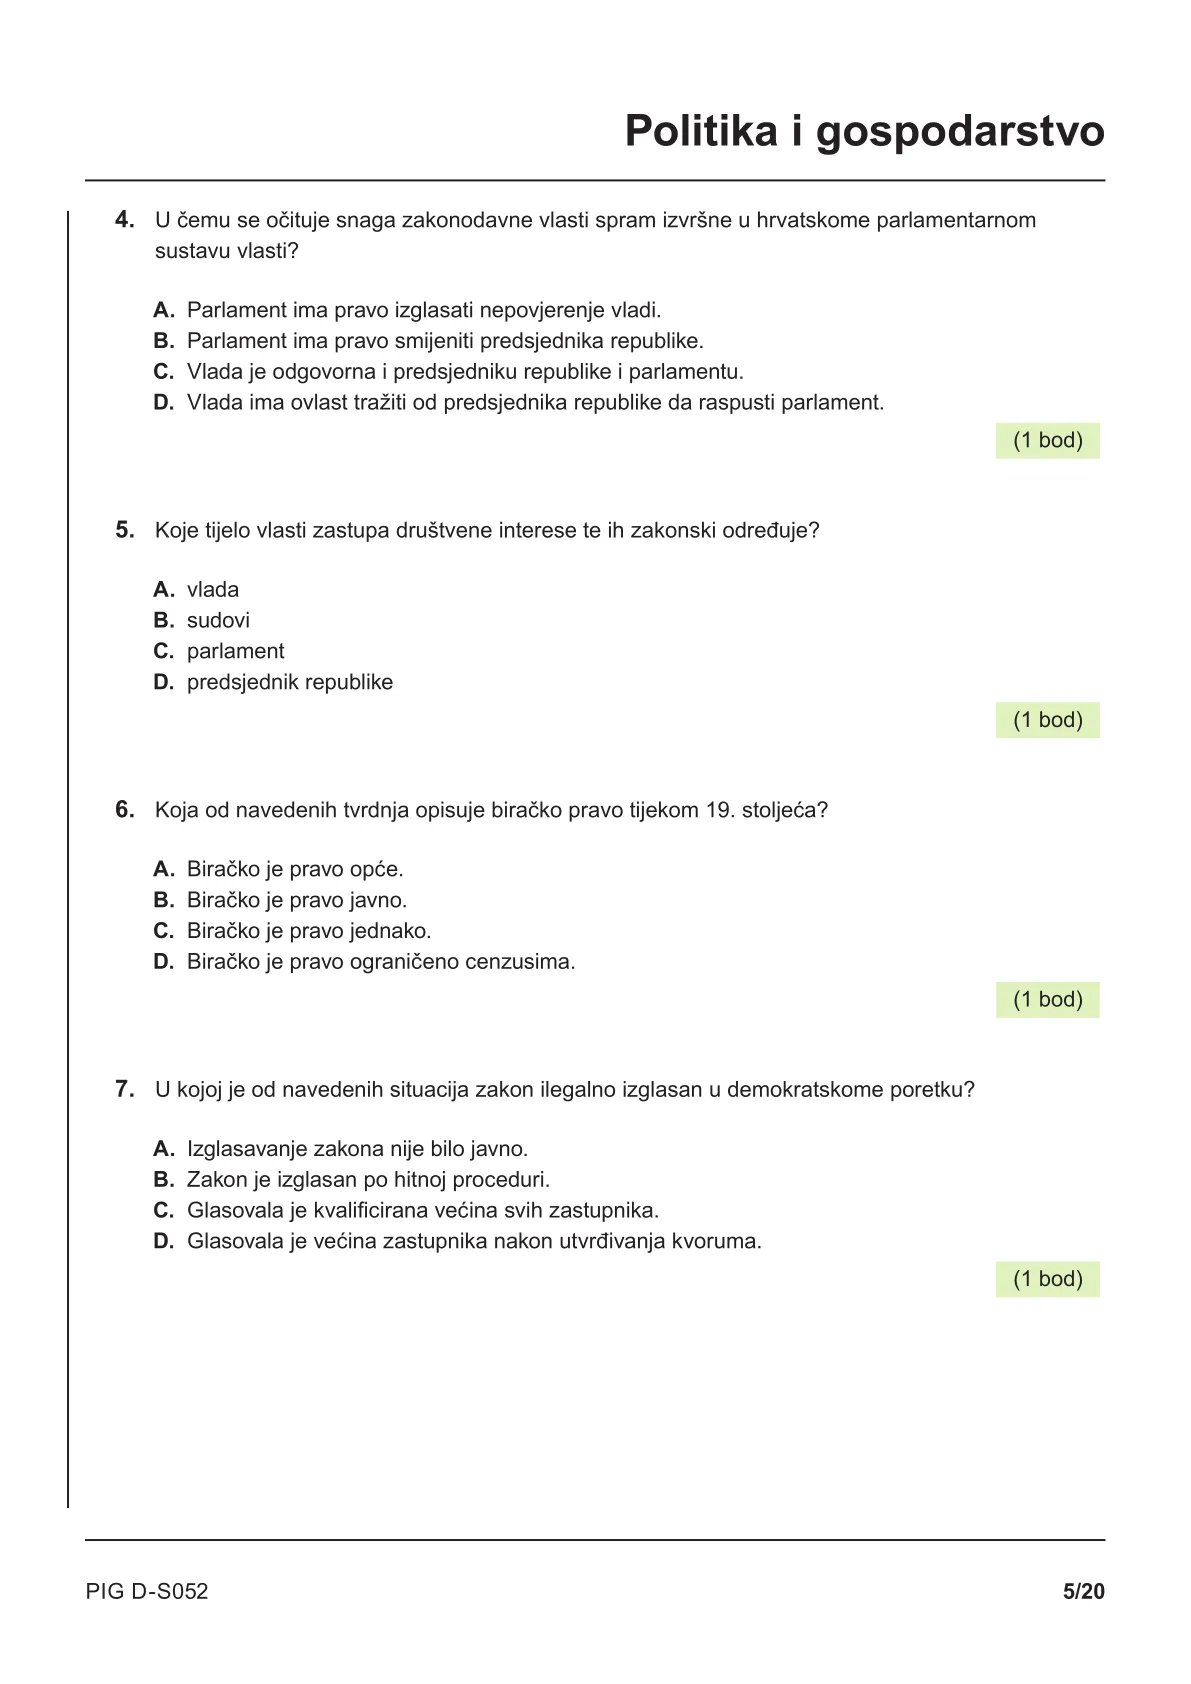 Politika i gospodarstvo
4. U čemu se očituje snaga zakonodavne vlasti spram izvršne u hrvatskome parlamentarnom
sustavu vlasti?
A. Parlament ima pravo izglasati nepovjerenje vladi.
B. Parlament ima pravo smijeniti predsjednika republike.
C. Vlada je odgovorna i predsjedniku republike i parlamentu.
D. Vlada ima ovlast tražiti od predsjednika republike da raspusti parlament.
(1 bod)
5. Koje tijelo vlasti zastupa društvene interese te ih zakonski određuje?
A. vlada
B. sudovi
C. parlament
D. predsjednik republike
(1 bod)
6. Koja od navedenih tvrdnja opisuje biračko pravo tijekom 19. stoljeća?
A. Biračko je pravo opće.
B. Biračko je pravo javno.
C. Biračko je pravo jednako.
D. Biračko je pravo ograničeno cenzusima.
(1 bod)
7. U kojoj je od navedenih situacija zakon ilegalno izglasan u demokratskome poretku?
A. Izglasavanje zakona nije bilo javno.
B. Zakon je izglasan po hitnoj proceduri.
C. Glasovala je kvalificirana većina svih zastupnika.
D. Glasovala je većina zastupnika nakon utvrđivanja kvoruma.
(1 bod)
PIG D-S052
5/20